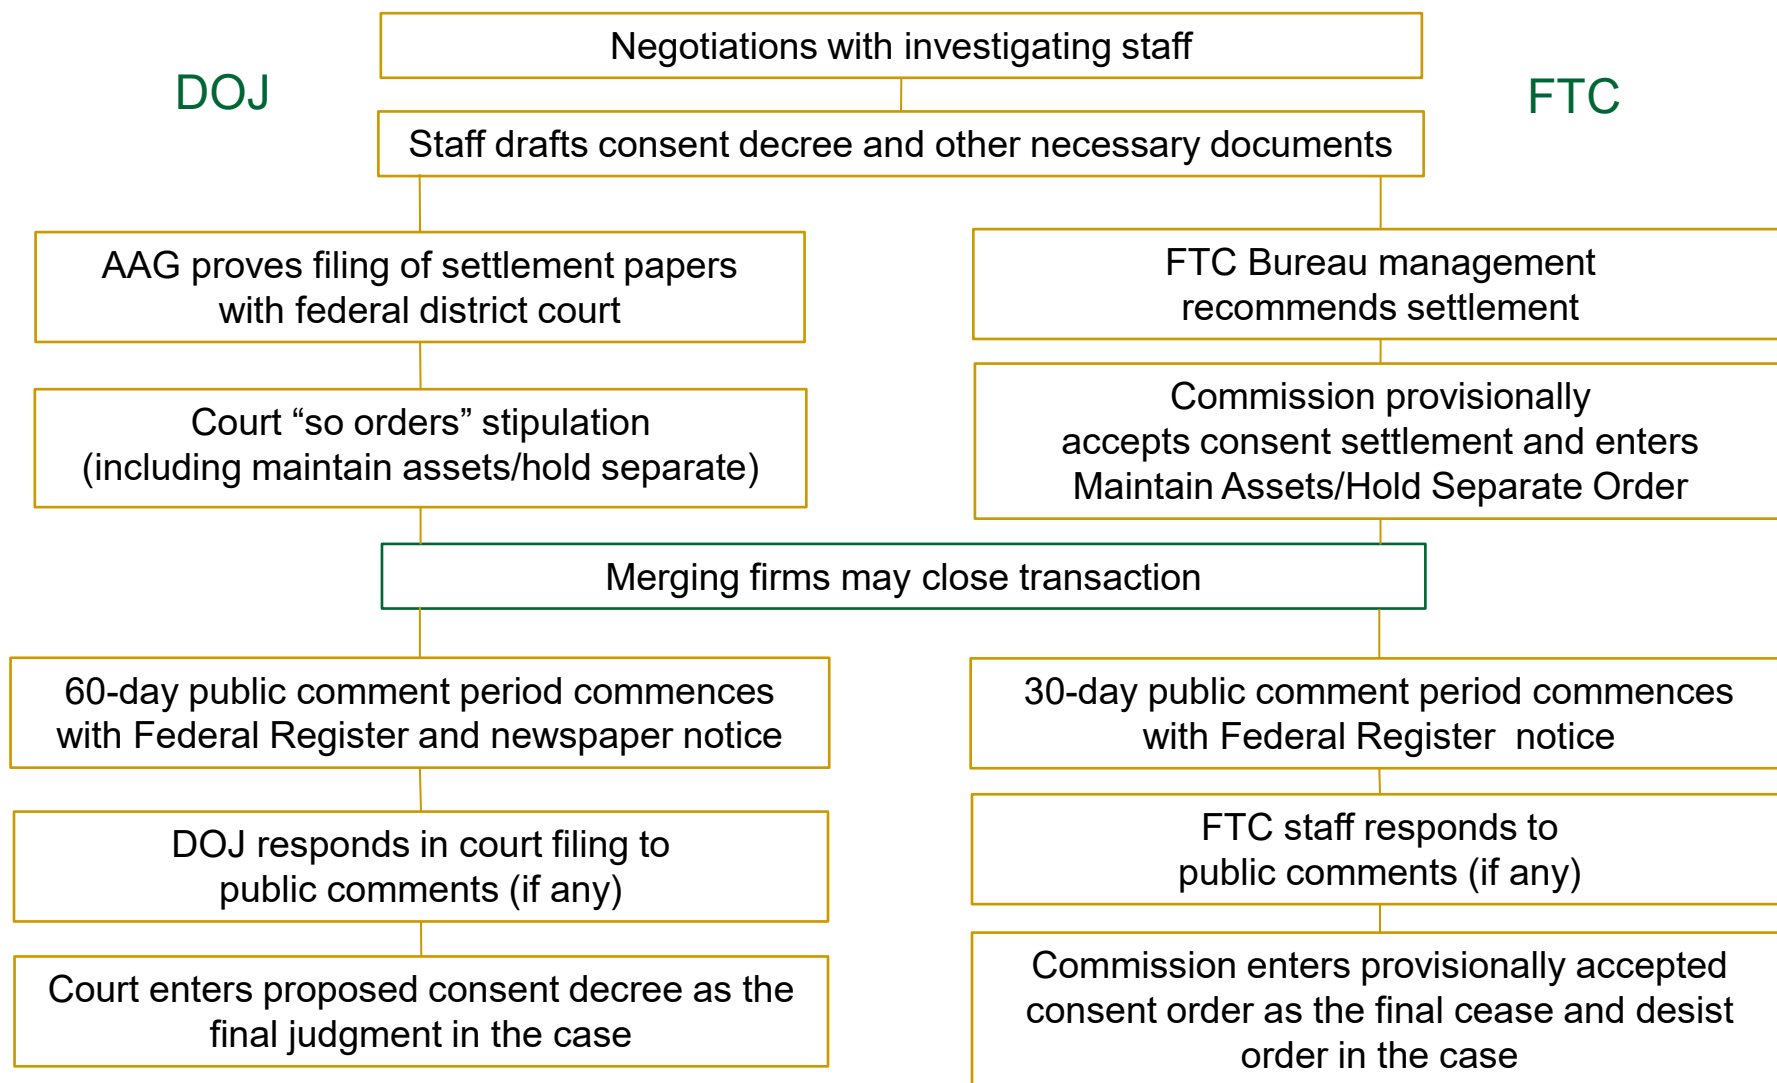 Negotiations with investigating staff
DOJ
FTC
Staff drafts consent decree and other necessary documents
AAG proves filing of settlement papers
with federal district court
FTC Bureau management
recommends settlement
Court “so orders” stipulation
(including maintain assets/hold separate)
Commission provisionally
accepts consent settlement and enters
Maintain Assets/Hold Separate Order
Merging firms may close transaction
60-day public comment period commences
with Federal Register and newspaper notice
30-day public comment period commences
with Federal Register  notice
DOJ responds in court filing to
public comments (if any)
FTC staff responds to
public comments (if any)
Court enters proposed consent decree as the
final judgment in the case
Commission enters provisionally accepted
consent order as the final cease and desist
order in the case